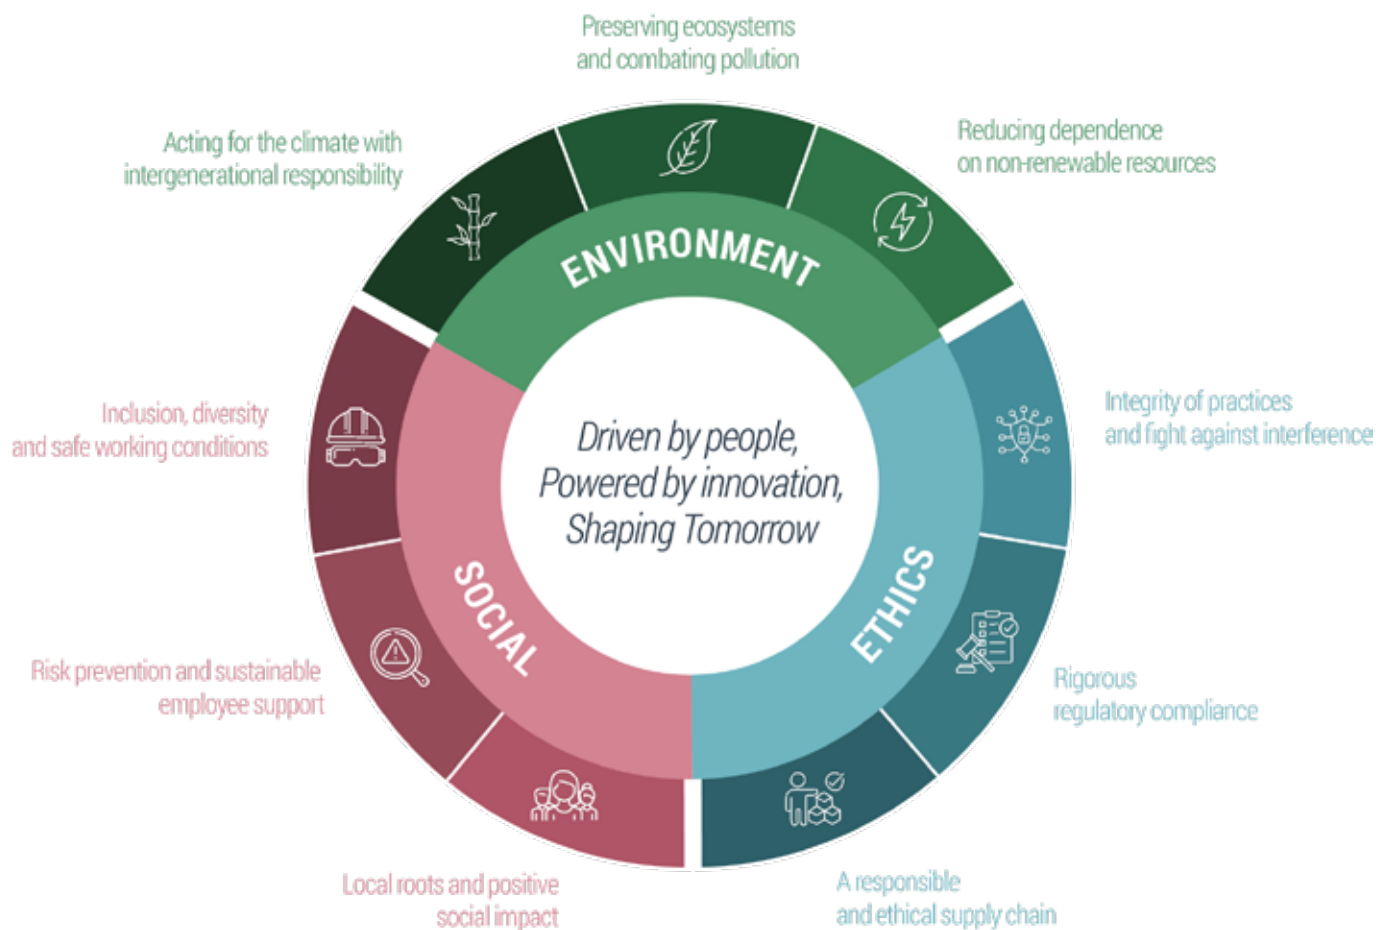 Preserving ecosystems
and combating pollution
Acting for the climate with
intergenerational responsibility
Reducing dependence
on non-renewable resources
ENVIRONMENT
Inclusion, diversity
and safe working conditions
Integrity of practices
and fight against interference
Driven by people,
Powered by innovation,
Shaping Tomorrow
SOCIAL
ETHICS
Risk prevention and sustainable
employee support
Rigorous
regulatory compliance
Local roots and positive
social impact
A responsible
and ethical supply chain